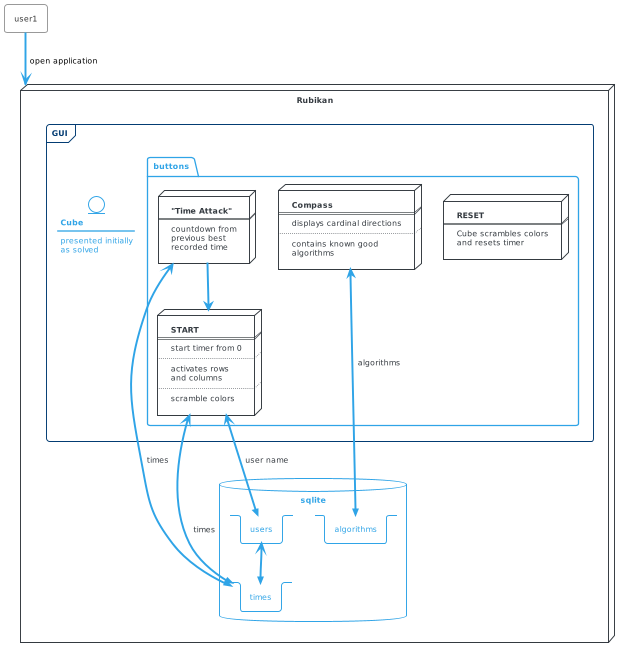 user1
open application
Rubikan
GUI
buttons
Cube
presented initially
as solved
"Time Attack"
countdown from
previous best
recorded time
Compass
displays cardinal directions
contains known good
algorithms
RESET
Cube scrambles colors
and resets timer
START
start timer from 0
activates rows
and columns
scramble colors
algorithms
times
user name
times
sqlite
users
algorithms
times